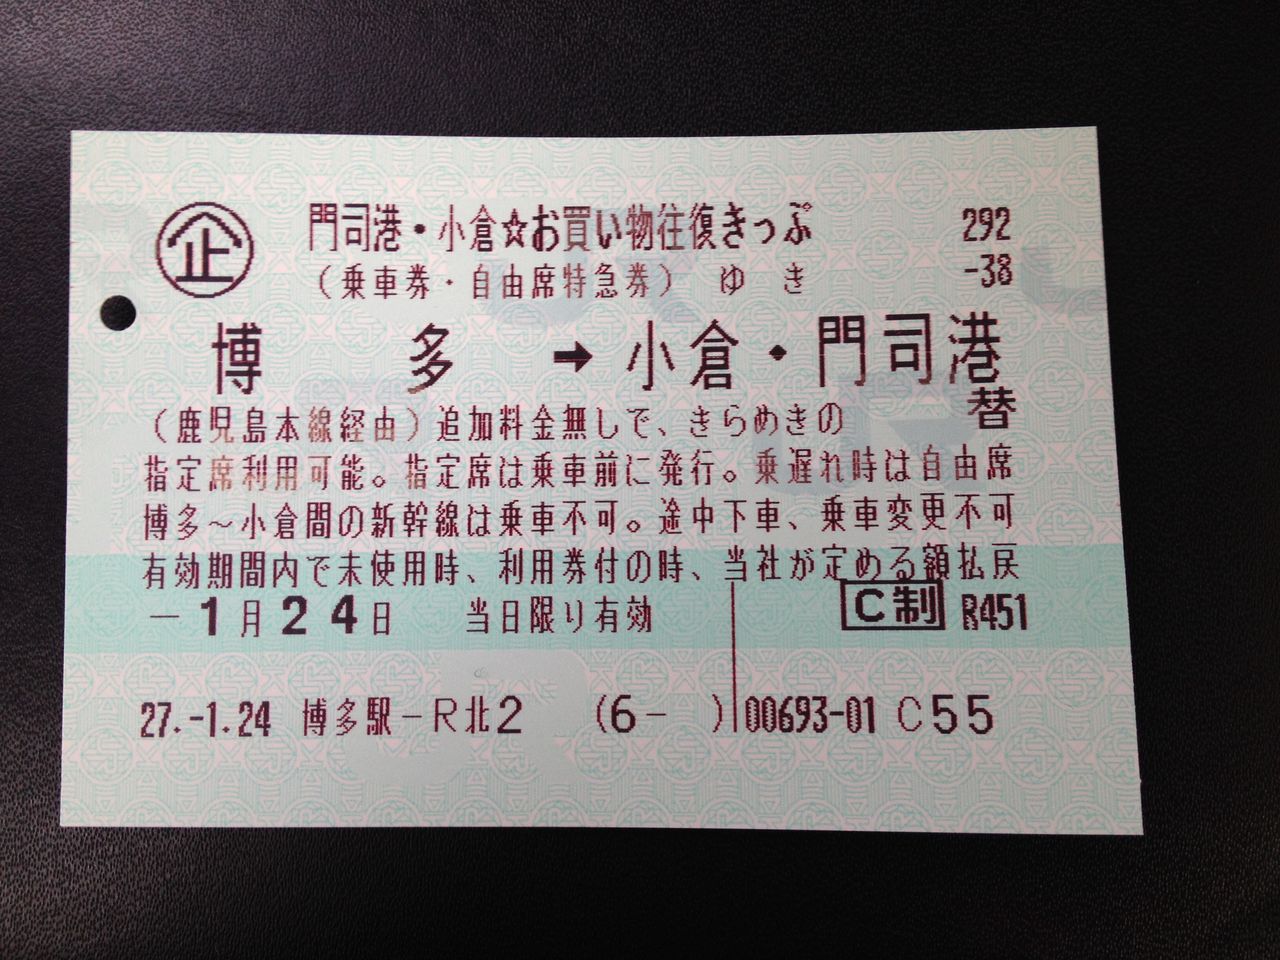 企 門司港・小倉☆お買い物往復きっぷ 292
(乗車券・自由席特急券) ゆき -38
博多→小倉・門司港
替
(鹿児島本線経由)追加料金無しで、きらめきの
指定席利用可能。指定席は乗車前に発行。乗遅れ時は自由席
博多～小倉間の新幹線は乗車不可。途中下車、乗車変更不可
有効期間内で未使用時、利用券付の時、当社が定める額払戻
-1月24日 当日限り有効 C制 R451
27.-1.24 博多駅-R北2 (6- ) 00693-01 C55